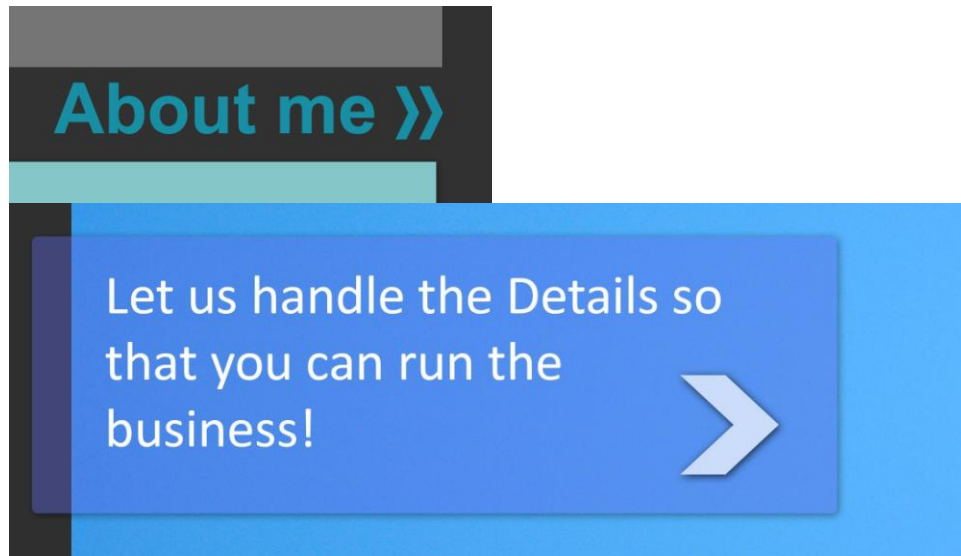 About me »
Let us handle the Details so
that you can run the
business!